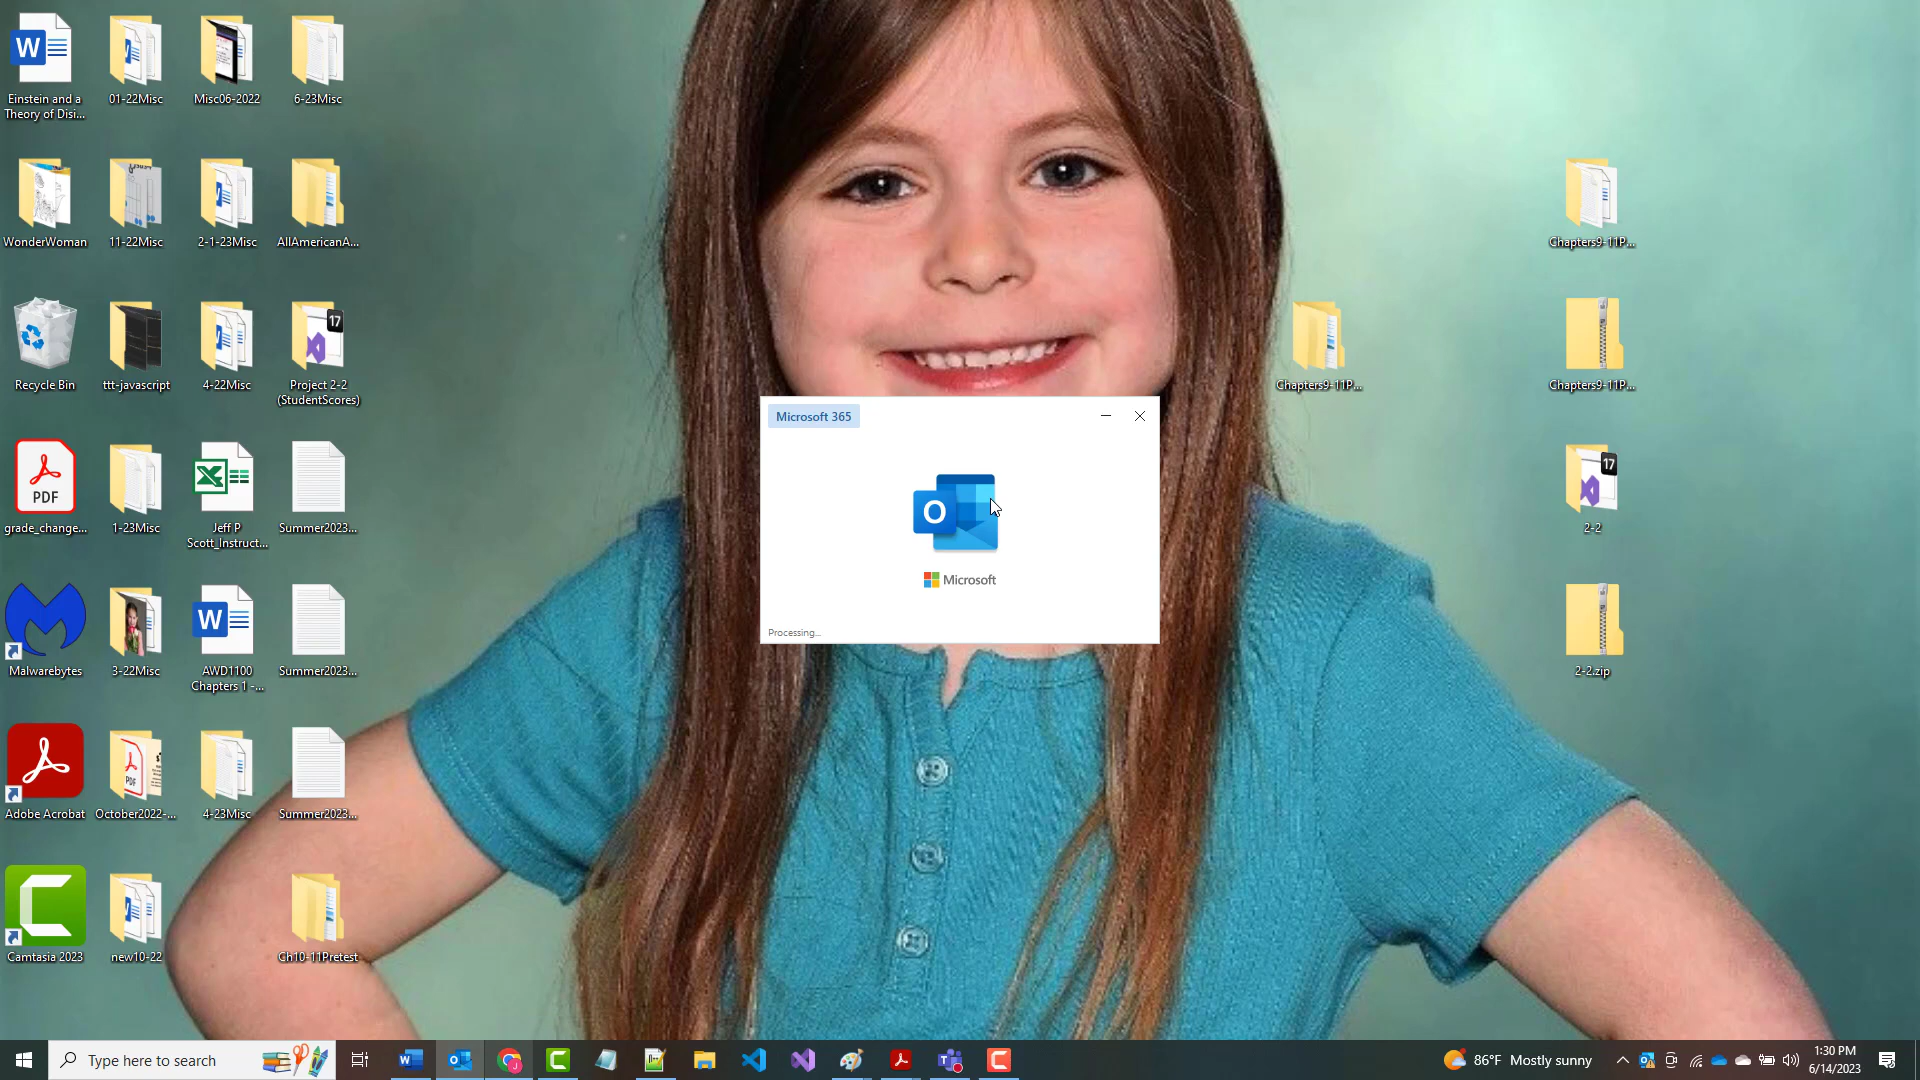 Einstein and a
Theory of Disi...
01-22Misc
Misc06-2022
6-23Misc
WonderWoman
11-22Misc
2-1-23Misc
AllAmericanA...
Chapters9-11P...
Recycle Bin
ttt-javascript
4-22Misc
Project 2-2
(StudentScores)
17
Chapters9-11P...
Chapters9-11P...
Microsoft 365
Microsoft
Processing...
PDF
grade_change...
1-23Misc
Jeff P
Scott_Instruct...
Summer2023...
17
2-2
Malwarebytes
3-22Misc
AWD1100
Chapters 1 -...
Summer2023...
2-2.zip
Adobe Acrobat
October2022-...
4-23Misc
Summer2023...
Camtasia 2023
new10-22
Ch10-11Pretest
Type here to search
86°F Mostly sunny
1:30 PM
6/14/2023